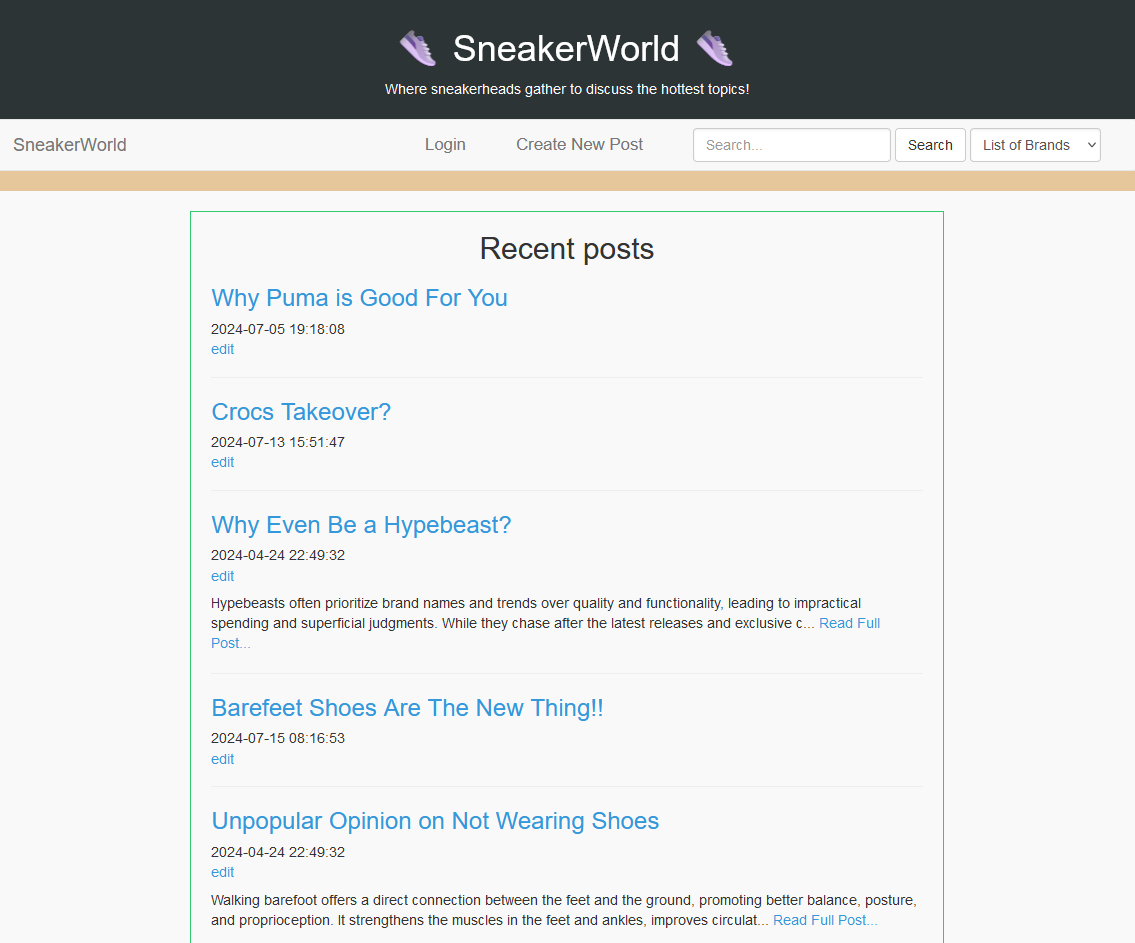 SneakerWorld
Where sneakerheads gather to discuss the hottest topics!
SneakerWorld
Login
Create New Post
Search...
Search
List of Brands
Recent posts
Why Puma is Good For You
2024-07-05 19:18:08
edit
Crocs Takeover?
2024-07-13 15:51:47
edit
Why Even Be a Hypebeast?
2024-04-24 22:49:32
edit
Hypebeasts often prioritize brand names and trends over quality and functionality, leading to impractical
spending and superficial judgments. While they chase after the latest releases and exclusive c... Read Full
Post...
Barefeet Shoes Are The New Thing!!
2024-07-15 08:16:53
edit
Unpopular Opinion on Not Wearing Shoes
2024-04-24 22:49:32
edit
Walking barefoot offers a direct connection between the feet and the ground, promoting better balance, posture,
and proprioception. It strengthens the muscles in the feet and ankles, improves circulat... Read Full Post...